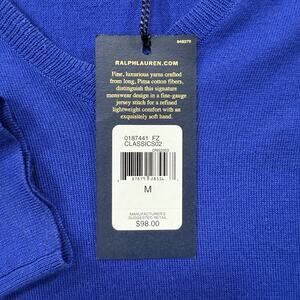 RALPHLAUREN.COM
Fine, luxurious yarns crafted
from long, Pima cotton fibers,
distinguish this signature
menswear design in a fine-gauge
jersey stitch for a refined
lightweight comfort with an
exquisitely soft hand.
0187441 FZ
CLASSICS02
M
MANUFACTURER'S
SUGGESTED RETAIL
$98.00